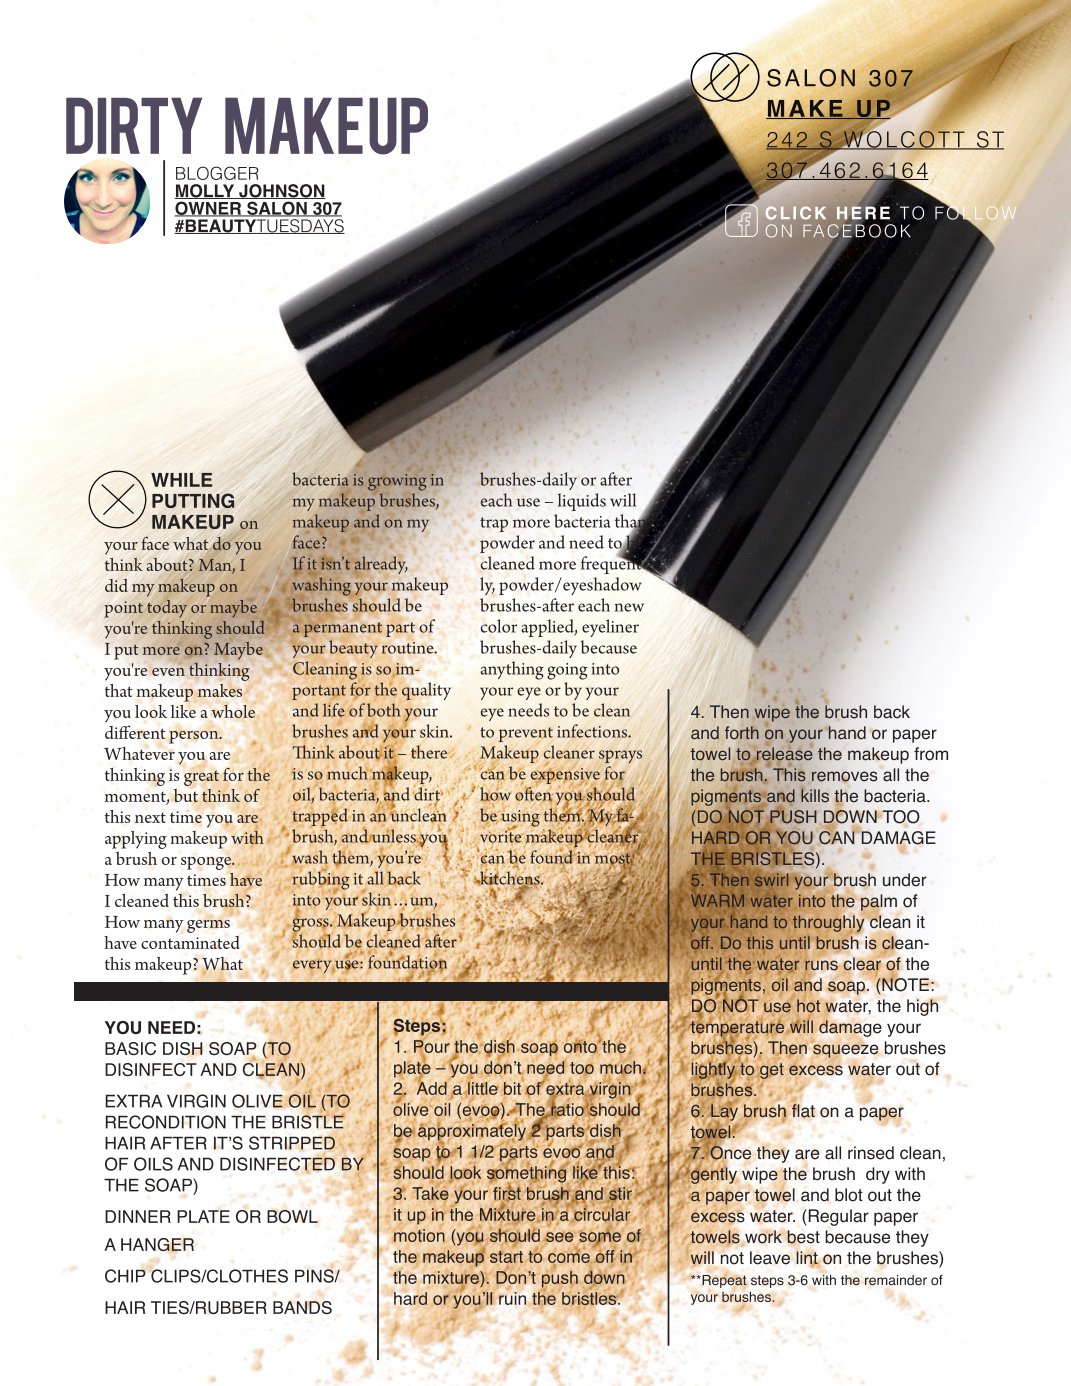 DIRTY MAKEUP
BLOGGER
MOLLY JOHNSON
OWNER SALON 307
#BEAUTYTUESDAYS
SALON 307
MAKE UP
242 S WOLCOTT ST
307.462.6164
CLICK HERE TO FOLLOW
ON FACEBOOK
WHILE
PUTTING
MAKEUP on
your face what do you
think about? Man, I
did my makeup on
point today or maybe
you're thinking should
I put more on? Maybe
you're even thinking
that makeup makes
you look like a whole
different person.
Whatever you are
thinking is great for the
moment, but think of
this next time you are
applying makeup with
a brush or sponge.
How many times have
I cleaned this brush?
How many germs
have contaminated
this makeup? What
bacteria is growing in
my makeup brushes,
makeup and on my
face?
If it isn't already,
washing your makeup
brushes should be
a permanent part of
your beauty routine.
Cleaning is so im-
portant for the quality
and life of both your
brushes and your skin.
Think about it – there
is so much makeup,
oil, bacteria, and dirt
trapped in an unclean
brush, and unless you
wash them, you're
rubbing it all back
into your skin…um,
gross. Makeup brushes
should be cleaned after
every use: foundation
brushes-daily or after
each use – liquids will
trap more bacteria than
powder and need to
cleaned more frequent
ly, powder/eyeshadow
brushes-after each new
color applied, eyeliner
brushes-daily because
anything going into
your eye or by your
eye needs to be clean
to prevent infections.
Makeup cleaner sprays
can be expensive for
how often you should
be using them. My fa-
vorite makeup cleaner
can be found in most
kitchens.
YOU NEED:
BASIC DISH SOAP (TO
DISINFECT AND CLEAN)
EXTRA VIRGIN OLIVE OIL (TO
RECONDITION THE BRISTLE
HAIR AFTER IT'S STRIPPED
OF OILS AND DISINFECTED BY
THE SOAP)
DINNER PLATE OR BOWL
A HANGER
CHIP CLIPS/CLOTHES PINS/
HAIR TIES/RUBBER BANDS
Steps:
1. Pour the dish soap onto the
plate – you don't need too much.
2.  Add a little bit of extra virgin
olive oil (evoo). The ratio should
be approximately 2 parts dish
soap to 1 1/2 parts evoo and
should look something like this:
3. Take your first brush and stir
it up in the Mixture in a circular
motion (you should see some of
the makeup start to come off in
the mixture). Don't push down
hard or you'll ruin the bristles.
4. Then wipe the brush back
and forth on your hand or paper
towel to release the makeup from
the brush. This removes all the
pigments and kills the bacteria.
(DO NOT PUSH DOWN TOO
HARD OR YOU CAN DAMAGE
THE BRISTLES).
5. Then swirl your brush under
WARM water into the palm of
your hand to throughly clean it
off. Do this until brush is clean-
until the water runs clear of the
pigments, oil and soap. (NOTE:
DO NOT use hot water, the high
temperature will damage your
brushes). Then squeeze brushes
lightly to get excess water out of
brushes.
6. Lay brush flat on a paper
towel.
7. Once they are all rinsed clean,
gently wipe the brush  dry with
a paper towel and blot out the
excess water. (Regular paper
towels work best because they
will not leave lint on the brushes)
**Repeat steps 3-6 with the remainder of
your brushes.